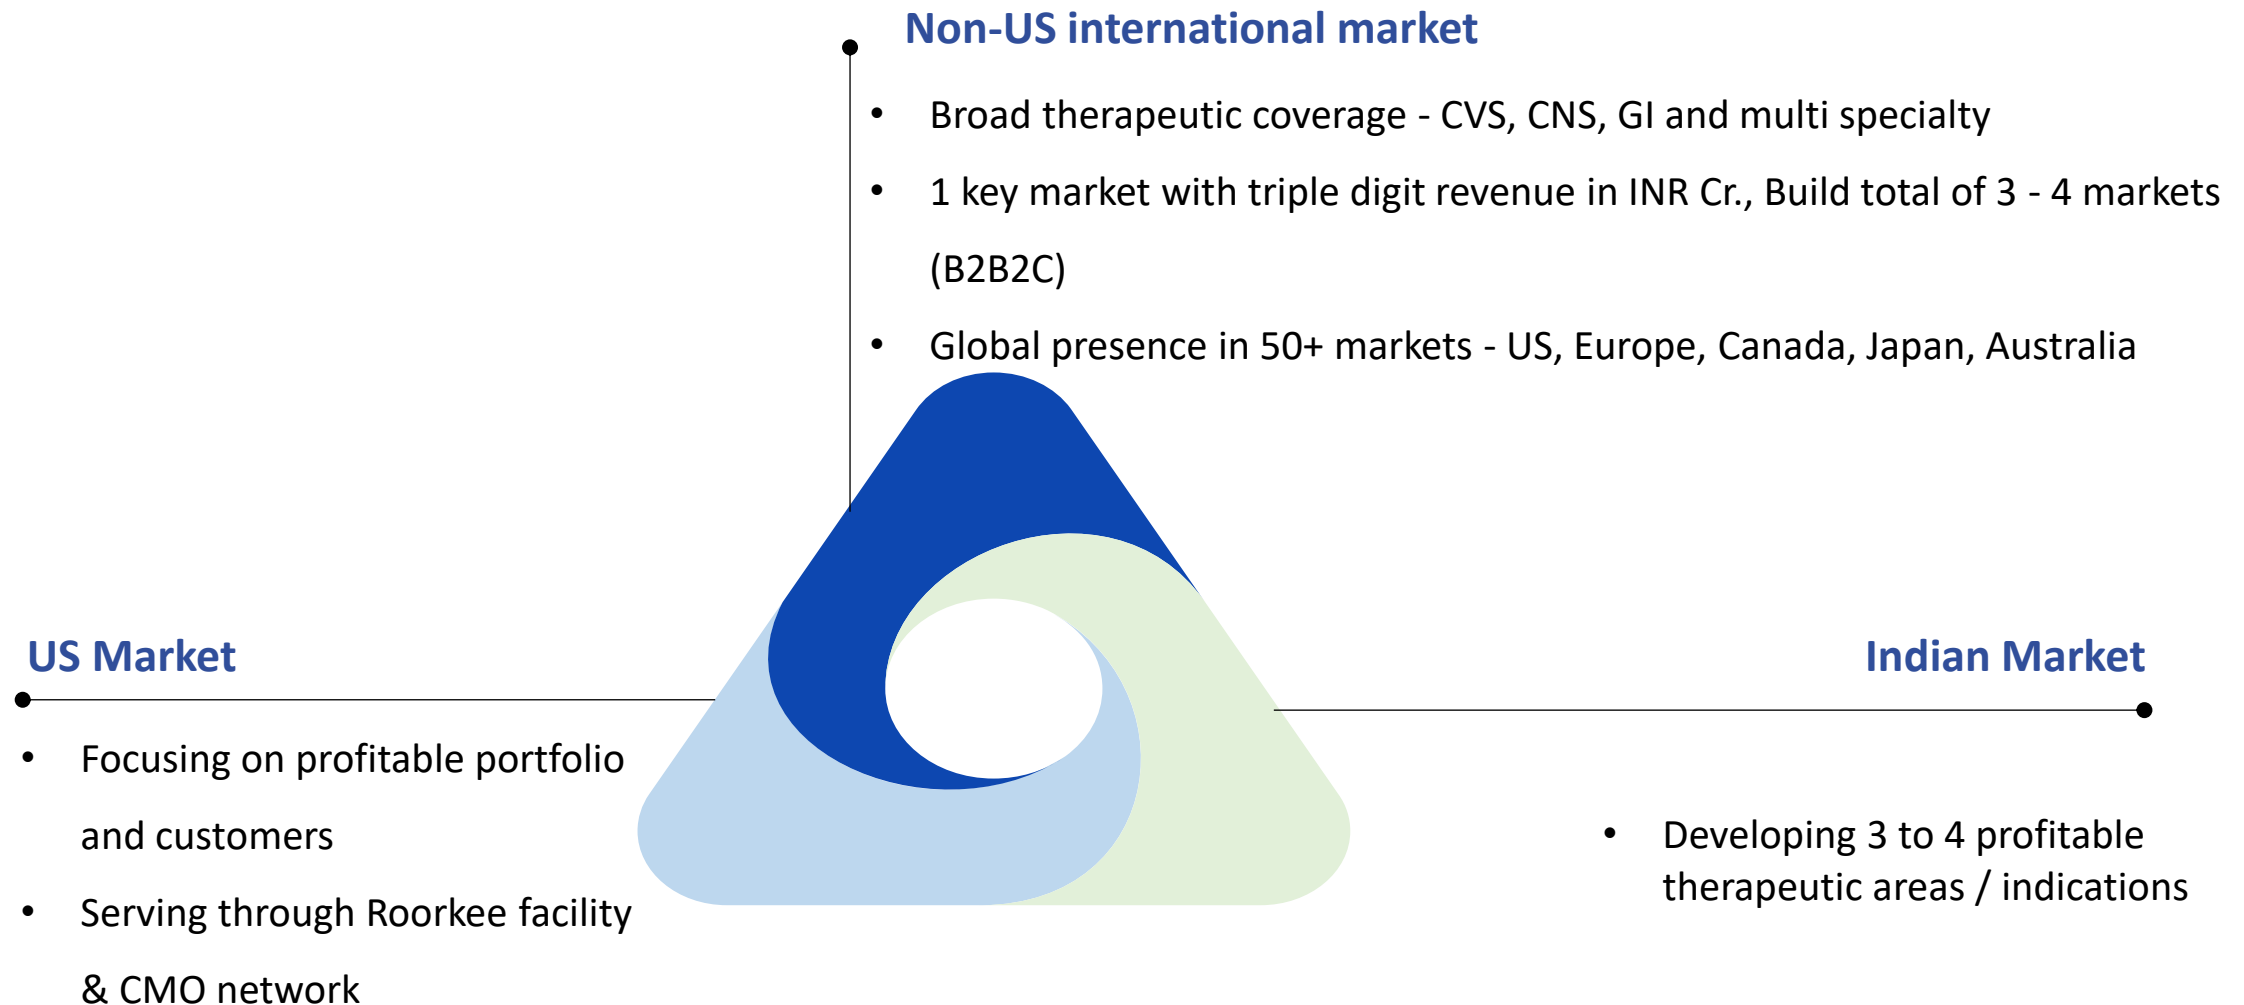 Non-US international market
• Broad therapeutic coverage - CVS, CNS, GI and multi specialty
• 1 key market with triple digit revenue in INR Cr., Build total of 3 - 4 markets
(B2B2C)
• Global presence in 50+ markets - US, Europe, Canada, Japan, Australia
US Market
• Focusing on profitable portfolio
and customers
• Serving through Roorkee facility
& CMO network
Indian Market
• Developing 3 to 4 profitable
therapeutic areas / indications